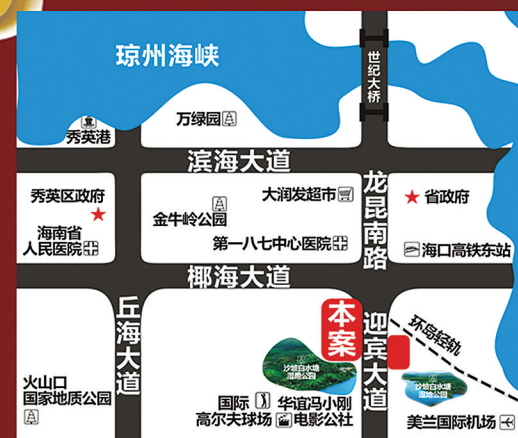 琼州海峡
世纪大桥
万绿园
秀英港
滨海大道
秀英区政府
大润发超市
龙昆南路
省政府
金牛岭公园
海南省
人民医院
第一八七中心医院
海口高铁东站
椰海大道
丘海大道
本案
迎宾大道
环岛轻轨
沙坡白水塘
湿地公园
沙坡白水塘
湿地公园
火山口
国家地质公园
国际
高尔夫球场
华谊冯小刚
电影公社
美兰国际机场